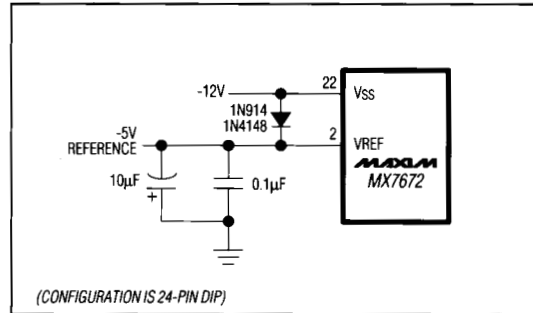 -12V
22
VSS
1N914
1N4148
-5V
REFERENCE
2
VREF
MAXIM
MX7672
10µF
+
0.1µF
(CONFIGURATION IS 24-PIN DIP)